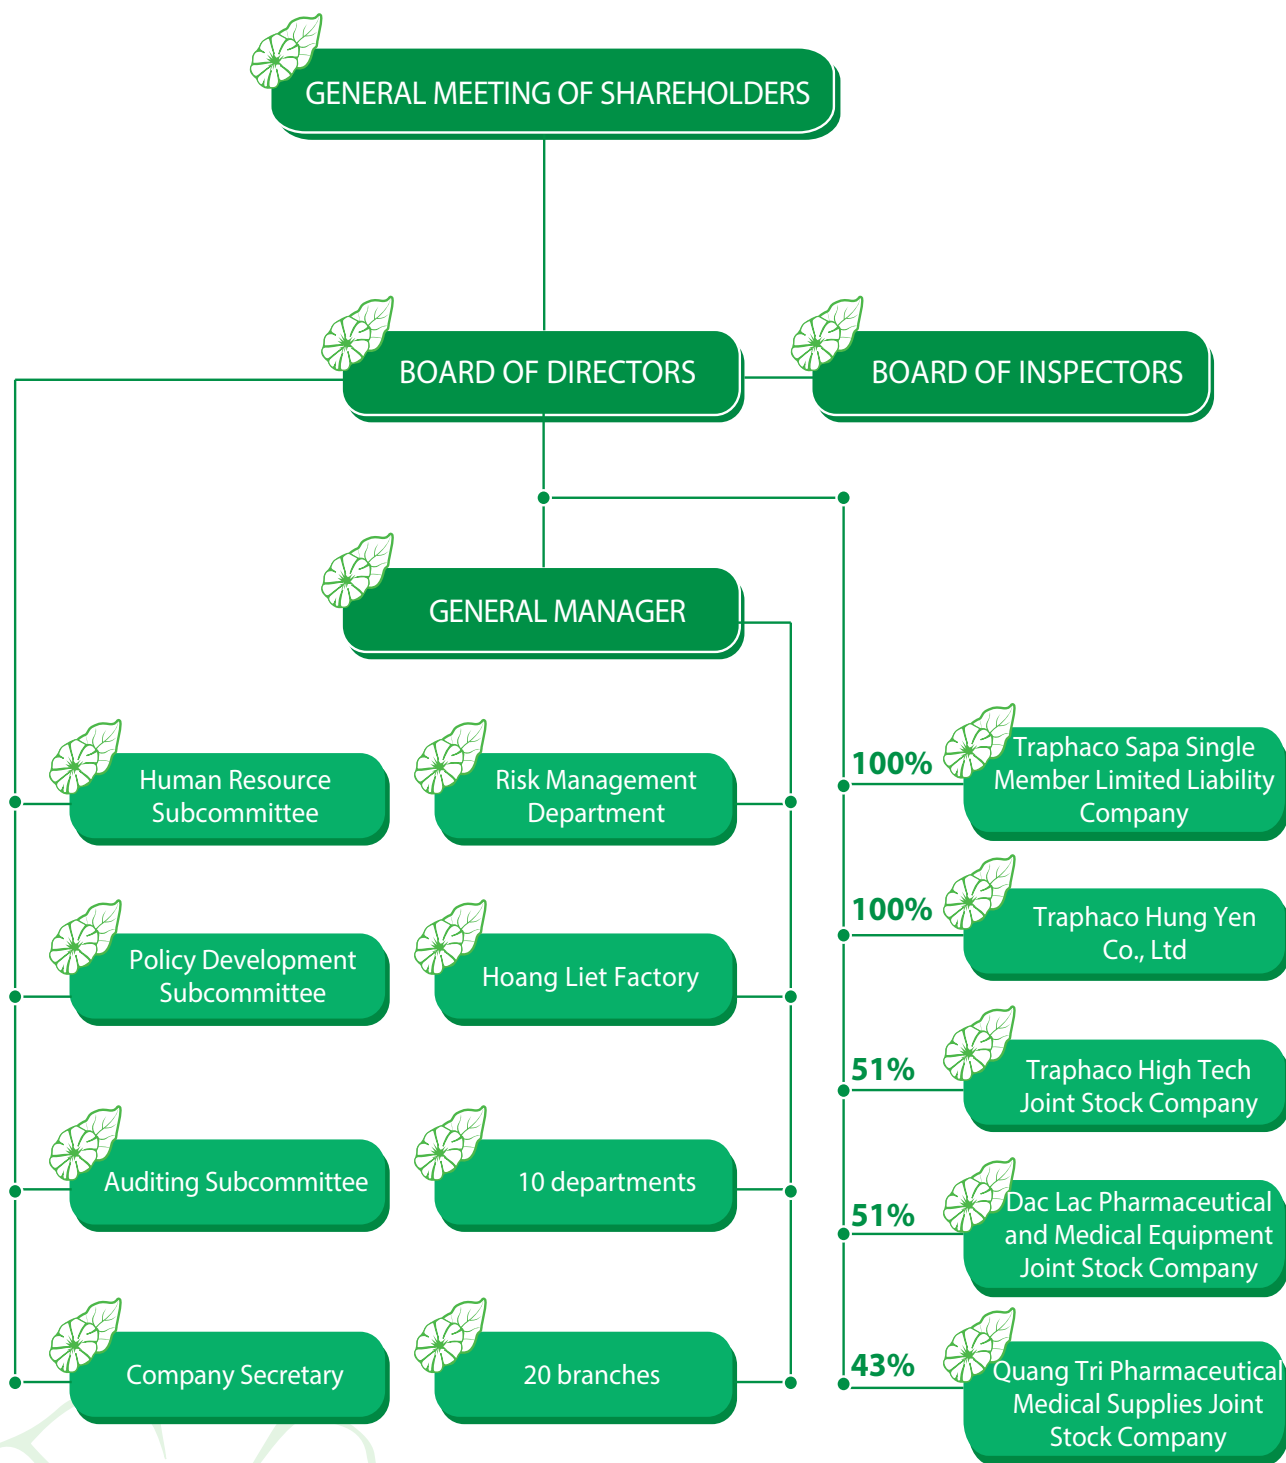 GENERAL MEETING OF SHAREHOLDERS
BOARD OF DIRECTORS
BOARD OF INSPECTORS
GENERAL MANAGER
Human Resource
Subcommittee
Policy Development
Subcommittee
Auditing Subcommittee
Company Secretary
Risk Management
Department
Hoang Liet Factory
10 departments
20 branches
100%
Traphaco Sapa Single
Member Limited Liability
Company
100%
Traphaco Hung Yen
Co., Ltd
51%
Traphaco High Tech
Joint Stock Company
51%
Dac Lac Pharmaceutical
and Medical Equipment
Joint Stock Company
43%
Quang Tri Pharmaceutical
Medical Supplies Joint
Stock Company